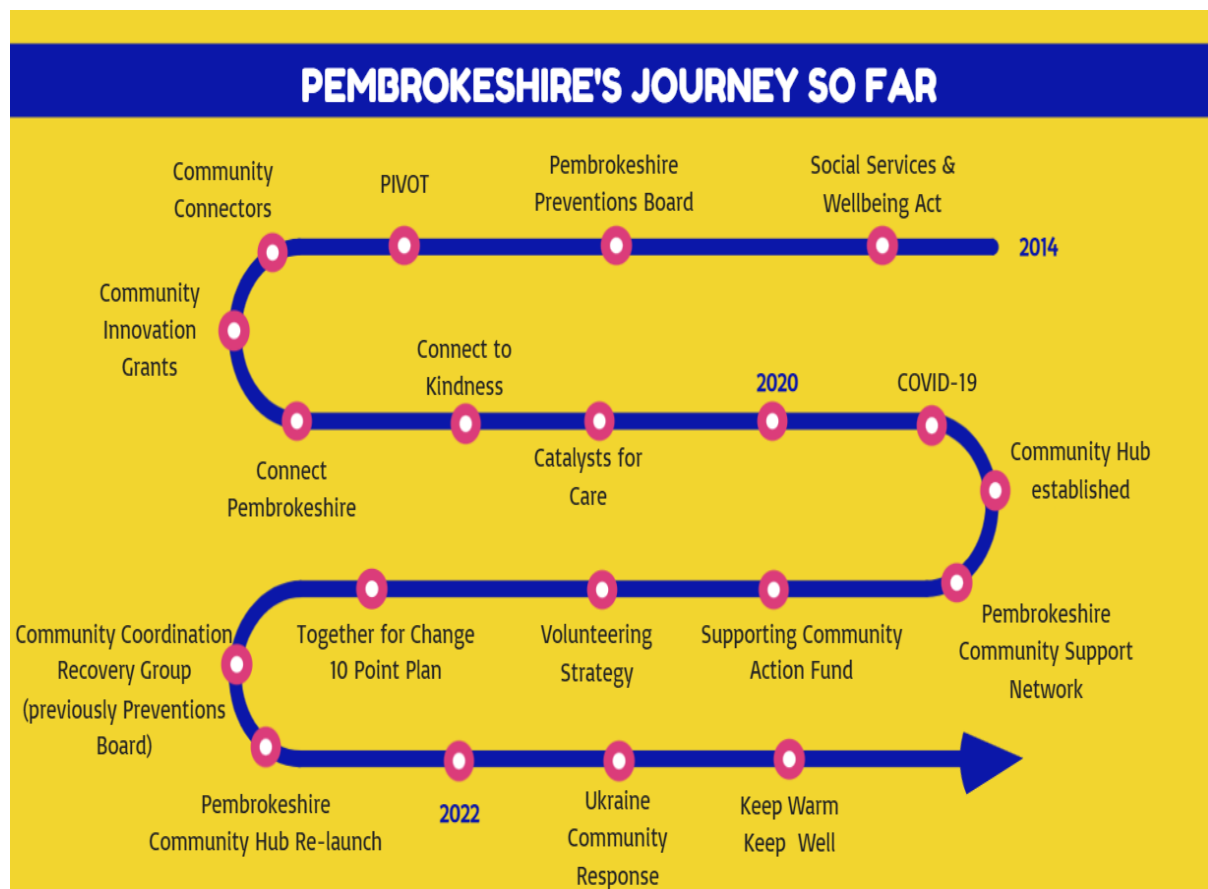 PEMBROKESHIRE'S JOURNEY SO FAR
2014
Social Services &
Wellbeing Act
Pembrokeshire
Preventions Board
PIVOT
Community
Connectors
Community
Innovation
Grants
Connect
Pembrokeshire
Connect to
Kindness
Catalysts for
Care
2020
COVID-19
Community Hub
established
Pembrokeshire
Community Support
Network
Supporting Community
Action Fund
Volunteering
Strategy
Together for Change
10 Point Plan
Community Coordination
Recovery Group
(previously Preventions
Board)
Pembrokeshire
Community Hub Re-launch
2022
Ukraine
Community
Response
Keep Warm
Keep Well